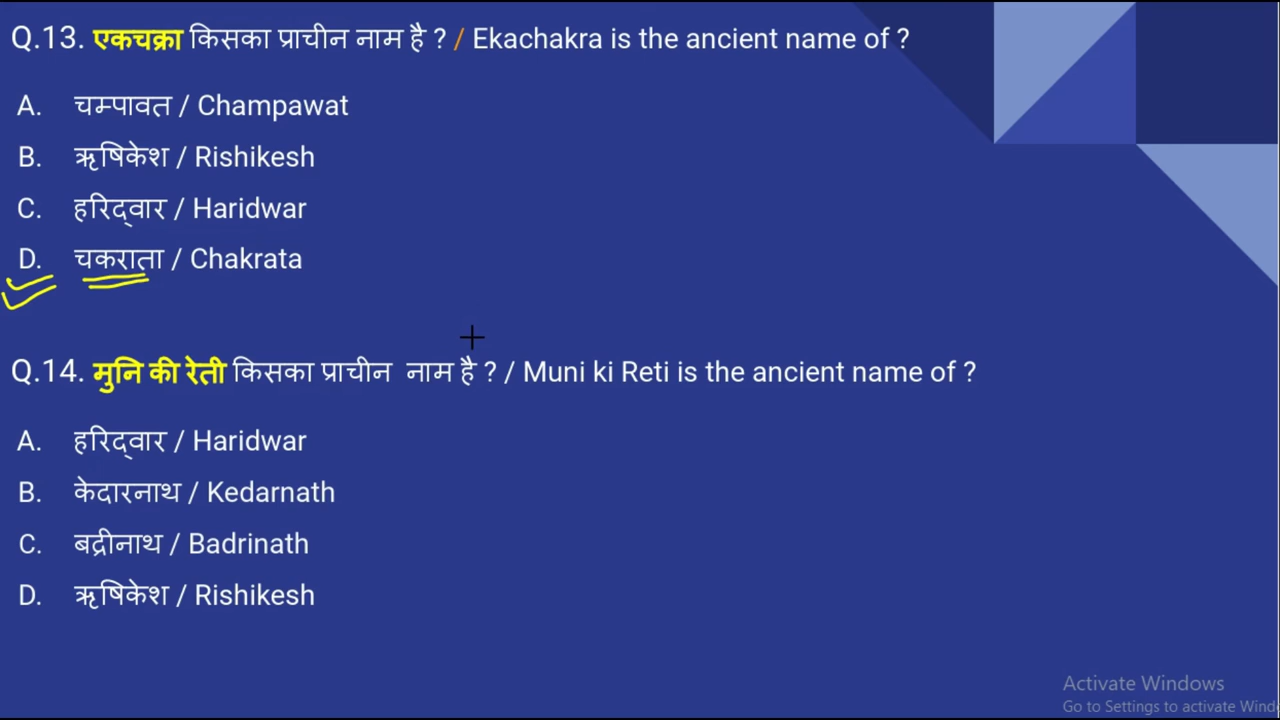 Q.13. एकचक्रा किसका प्राचीन नाम है ? / Ekachakra is the ancient name of ?
A. चम्पावत / Champawat
B. ऋषिकेश / Rishikesh
C. हरिद्वार / Haridwar
D. चकराता / Chakrata
Q.14. मुनि की रेती किसका प्राचीन नाम है ? / Muni ki Reti is the ancient name of ?
A. हरिद्वार / Haridwar
B. केदारनाथ / Kedarnath
C. बद्रीनाथ / Badrinath
D. ऋषिकेश / Rishikesh
Activate Windows
Go to Settings to activate Wind